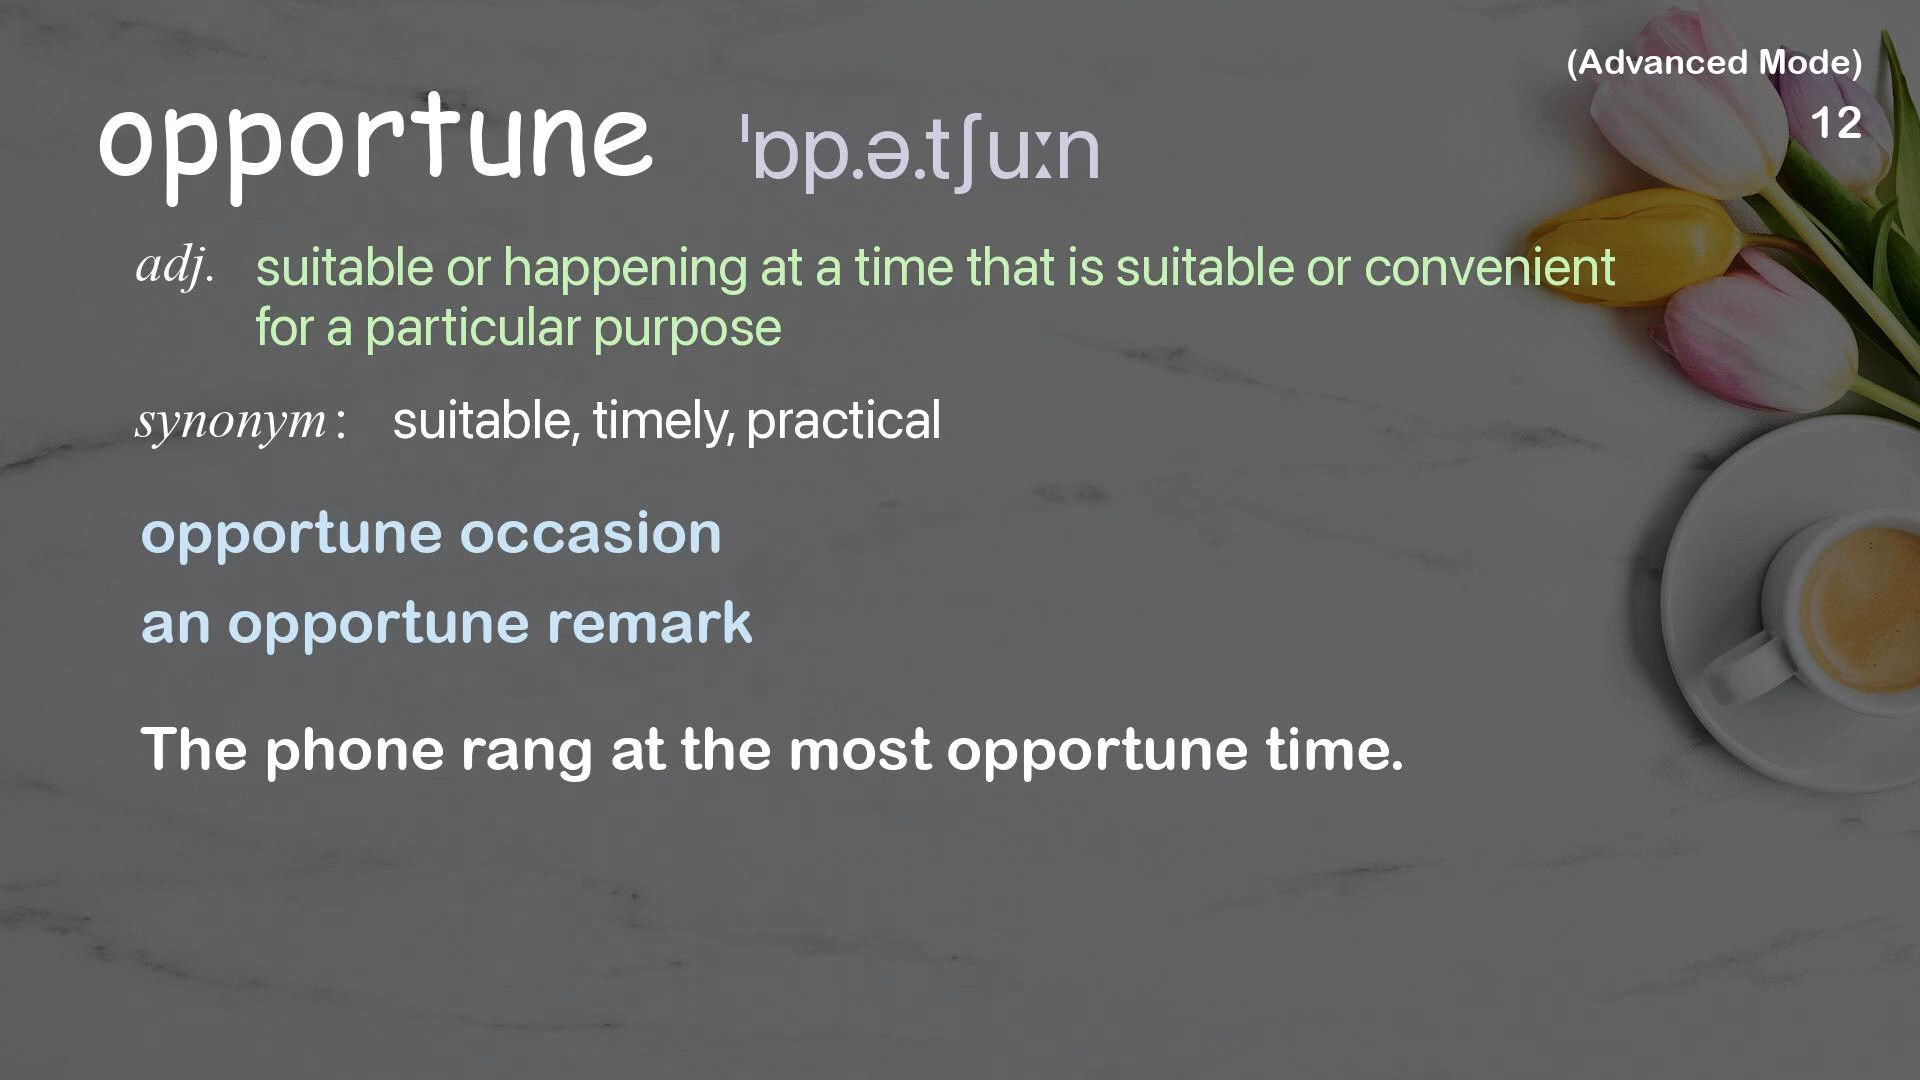 (Advanced Mode)
12
opportune ˈɒp.ə.tʃuːn
adj. suitable or happening at a time that is suitable or convenient
for a particular purpose
synonym: suitable, timely, practical
opportune occasion
an opportune remark
The phone rang at the most opportune time.